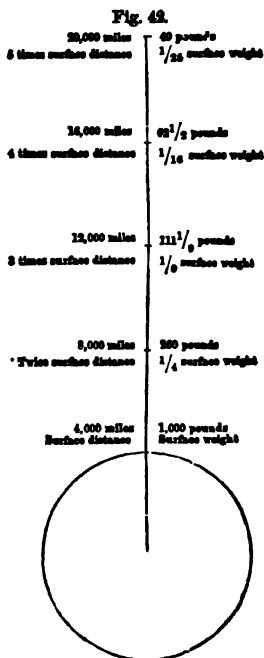 Fig. 42.
20,000 miles 40 pounds
5 times surface distance 1/25 surface weight
16,000 miles 62 1/2 pounds
4 times surface distance 1/16 surface weight
12,000 miles 111 1/9 pounds
3 times surface distance 1/9 surface weight
8,000 miles 250 pounds
Twice surface distance 1/4 surface weight
4,000 miles 1,000 pounds
Surface distance Surface weight